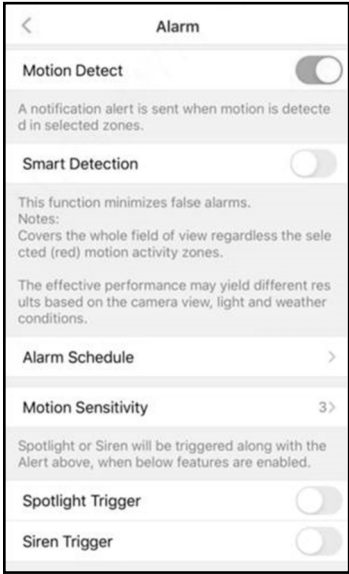 Alarm
Motion Detect
A notification alert is sent when motion is detecte
d in selected zones.
Smart Detection
This function minimizes false alarms.
Notes:
Covers the whole field of view regardless the sele
cted (red) motion activity zones.
The effective performance may yield different res
ults based on the camera view, light and weather
conditions.
Alarm Schedule
Motion Sensitivity 3
Spotlight or Siren will be triggered along with the
Alert above, when below features are enabled.
Spotlight Trigger
Siren Trigger